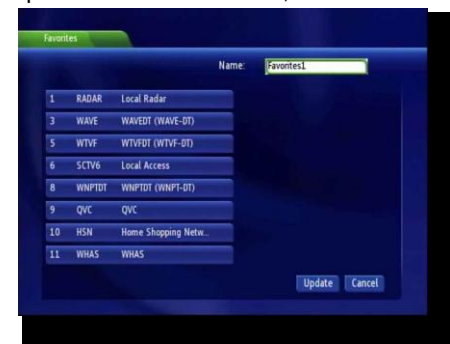 Favorites
Name: Favorites1
1 RADAR Local Radar
3 WAVE WAVEDT (WAVE-DT)
5 WTVF WTVFDT (WTVF-DT)
6 SCTV6 Local Access
8 WNPTDT WNPTDT (WNPT-DT)
9 QVC QVC
10 HSN Home Shopping Netw...
11 WHAS WHAS
Update Cancel